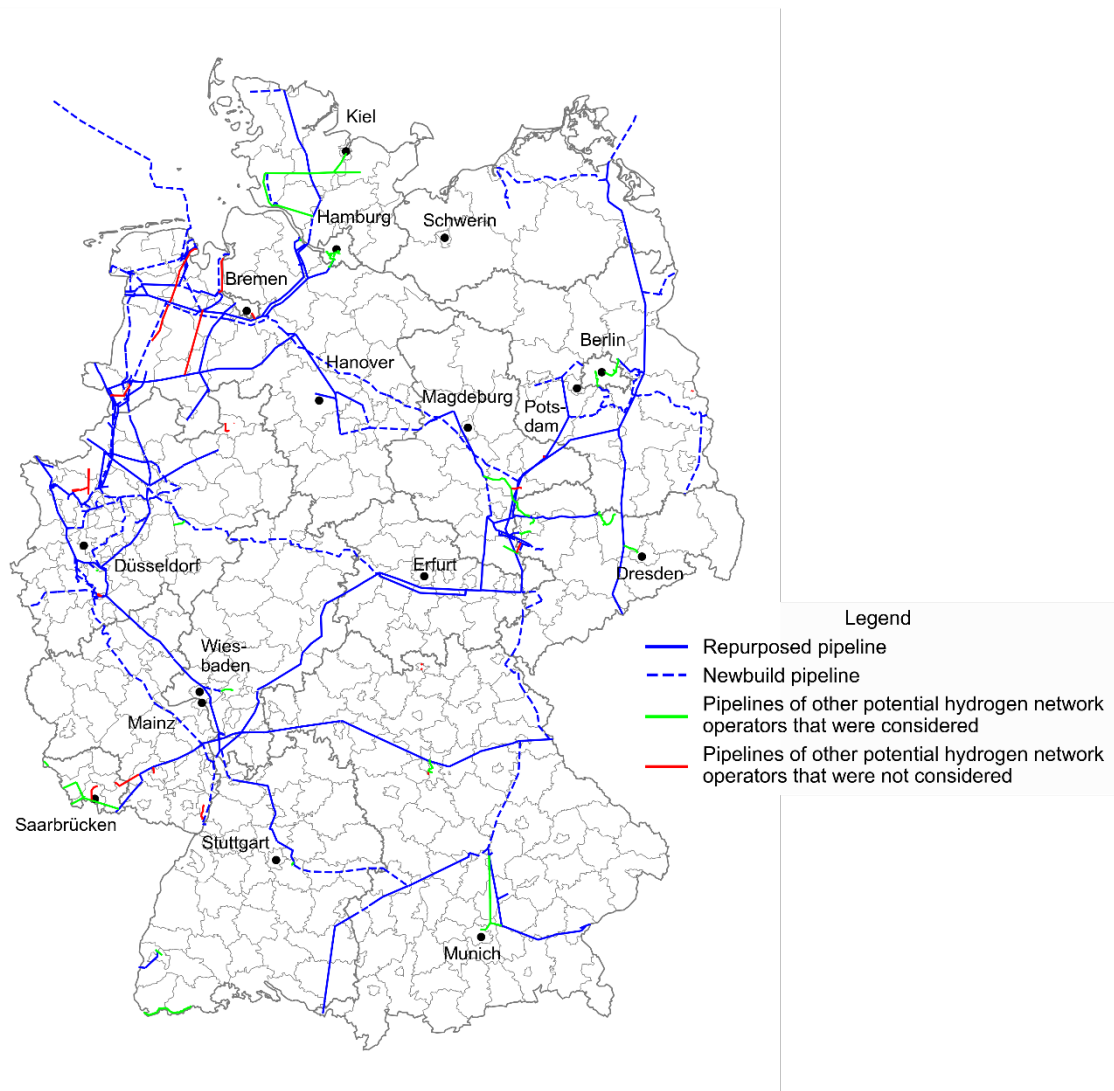 Kiel
Hamburg
Schwerin
Bremen
Berlin
Hanover
Magdeburg
Pots-
dam
Düsseldorf
Erfurt
Dresden
Wies-
baden
Mainz
Saarbrücken
Stuttgart
Munich
Legend
Repurposed pipeline
Newbuild pipeline
Pipelines of other potential hydrogen network
operators that were considered
Pipelines of other potential hydrogen network
operators that were not considered